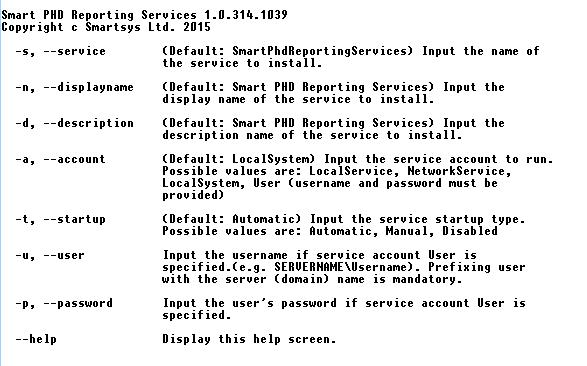 Smart PHD Reporting Services 1.0.314.1039
Copyright c Smartsys Ltd. 2015
-s, --service (Default: SmartPhdReportingServices) Input the name of
the service to install.
-n, --displayname (Default: Smart PHD Reporting Services) Input the
display name of the service to install.
-d, --description (Default: Smart PHD Reporting Services) Input the
description name of the service to install.
-a, --account (Default: LocalSystem) Input the service account to run.
Possible values are: LocalService, NetworkService,
LocalSystem, User (username and password must be
provided)
-t, --startup (Default: Automatic) Input the service startup type.
Possible values are: Automatic, Manual, Disabled
-u, --user Input the username if service account User is
specified.(e.g. SERVERNAME\Username). Prefixing user
with the server (domain) name is mandatory.
-p, --password Input the user's password if service account User is
specified.
--help Display this help screen.